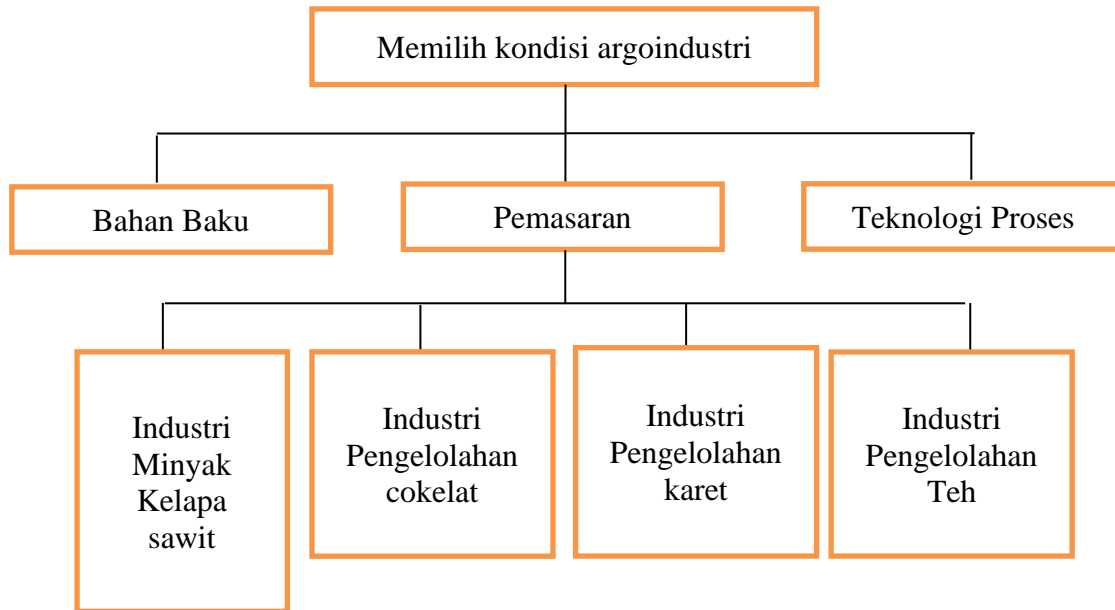 Memilih kondisi argoindustri
Bahan Baku
Pemasaran
Teknologi Proses
Industri
Minyak
Kelapa
sawit
Industri
Pengelolahan
cokelat
Industri
Pengelolahan
karet
Industri
Pengelolahan
Teh